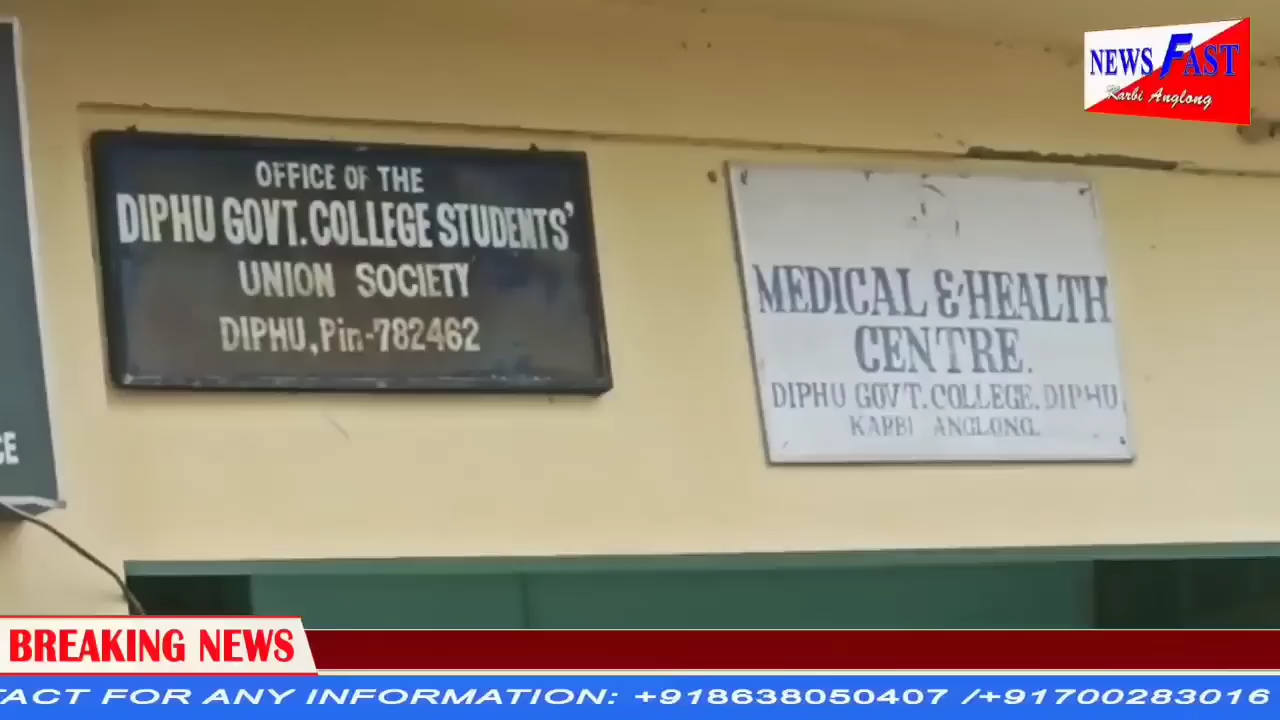 NEWS FAST
Karbi Anglong
OFFICE OF THE
DIPHU GOVT. COLLEGE STUDENTS'
UNION SOCIETY
DIPHU, Pin-782462
MEDICAL & HEALTH
CENTRE.
DIPHU GOVT. COLLEGE. DIPHU
KARBI ANGLONG.
CE
BREAKING NEWS
TACT FOR ANY INFORMATION: +918638050407 /+91700283016